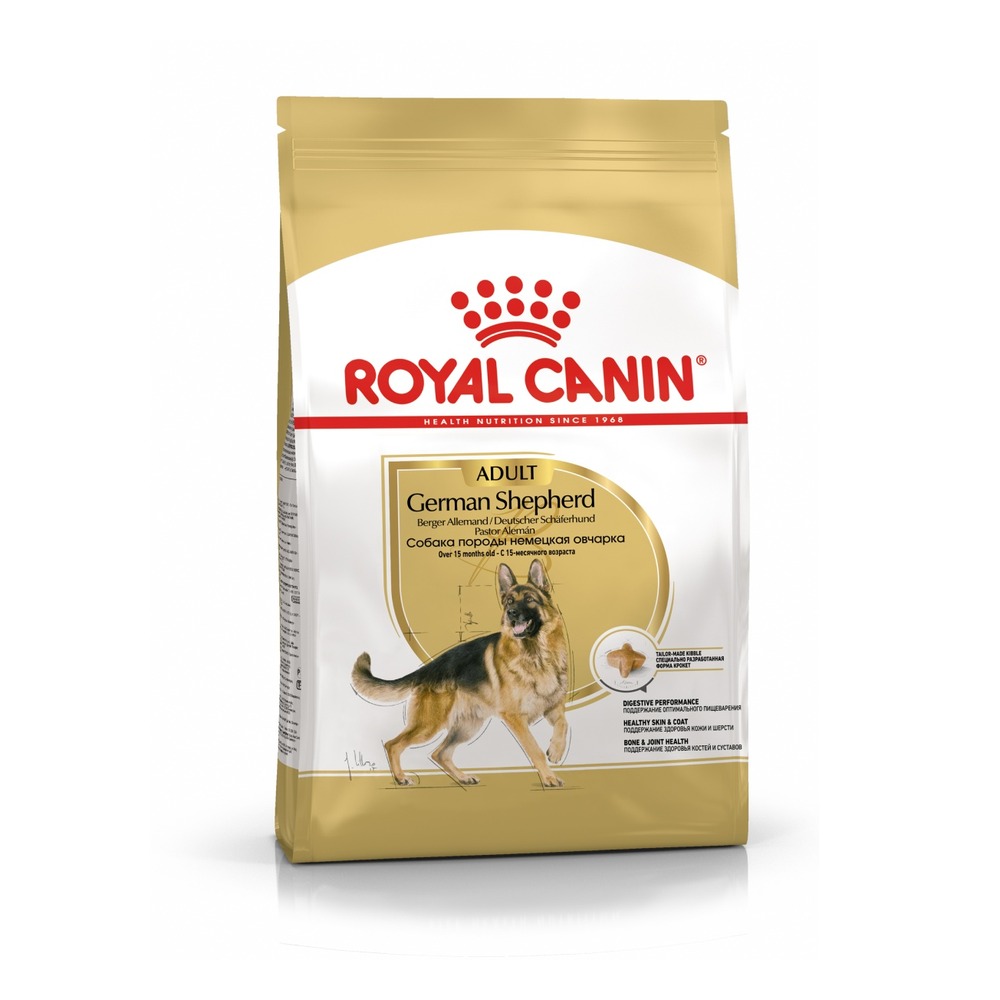 ROYAL CANIN®
HEALTH NUTRITION SINCE 1968
ADULT
German Shepherd
Berger Allemand / Deutscher Schäferhund
Pastor Alemán
Собака породы немецкая овчарка
Over 15 months old - С 15-месячного возраста
TAILOR-MADE KIBBLE
СПЕЦИАЛЬНО РАЗРАБОТАННАЯ
ФОРМА КРОКЕТ
DIGESTIVE PERFORMANCE
ПОДДЕРЖАНИЕ ОПТИМАЛЬНОГО ПИЩЕВАРЕНИЯ
HEALTHY SKIN & COAT
ПОДДЕРЖАНИЕ ЗДОРОВЬЯ КОЖИ И ШЕРСТИ
BONE & JOINT HEALTH
ПОДДЕРЖАНИЕ ЗДОРОВЬЯ КОСТЕЙ И СУСТАВОВ